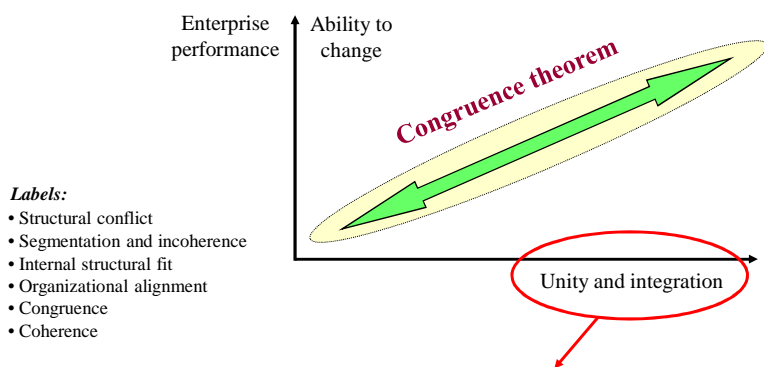 Enterprise
performance
Ability to
change
Congruence theorem
Labels:
• Structural conflict
• Segmentation and incoherence
• Internal structural fit
• Organizational alignment
• Congruence
• Coherence
Unity and integration